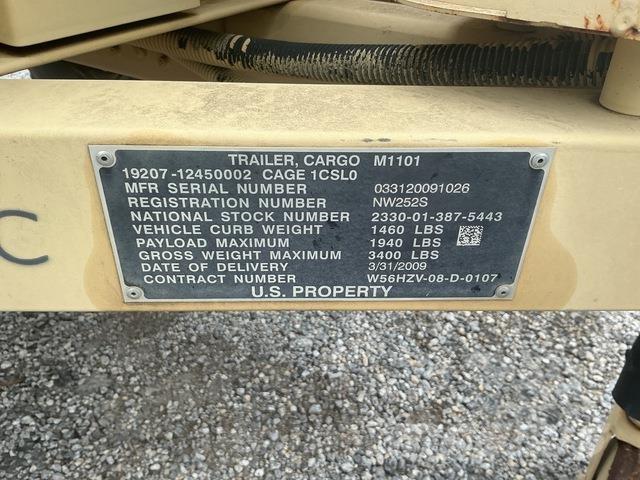 C
TRAILER, CARGO M1101
19207-12450002 CAGE 1CSL0
MFR SERIAL NUMBER 033120091026
REGISTRATION NUMBER NW252S
NATIONAL STOCK NUMBER 2330-01-387-5443
VEHICLE CURB WEIGHT 1460 LBS
PAYLOAD MAXIMUM 1940 LBS
GROSS WEIGHT MAXIMUM 3400 LBS
DATE OF DELIVERY 3/31/2009
CONTRACT NUMBER W56HZV-08-D-0107
U.S. PROPERTY